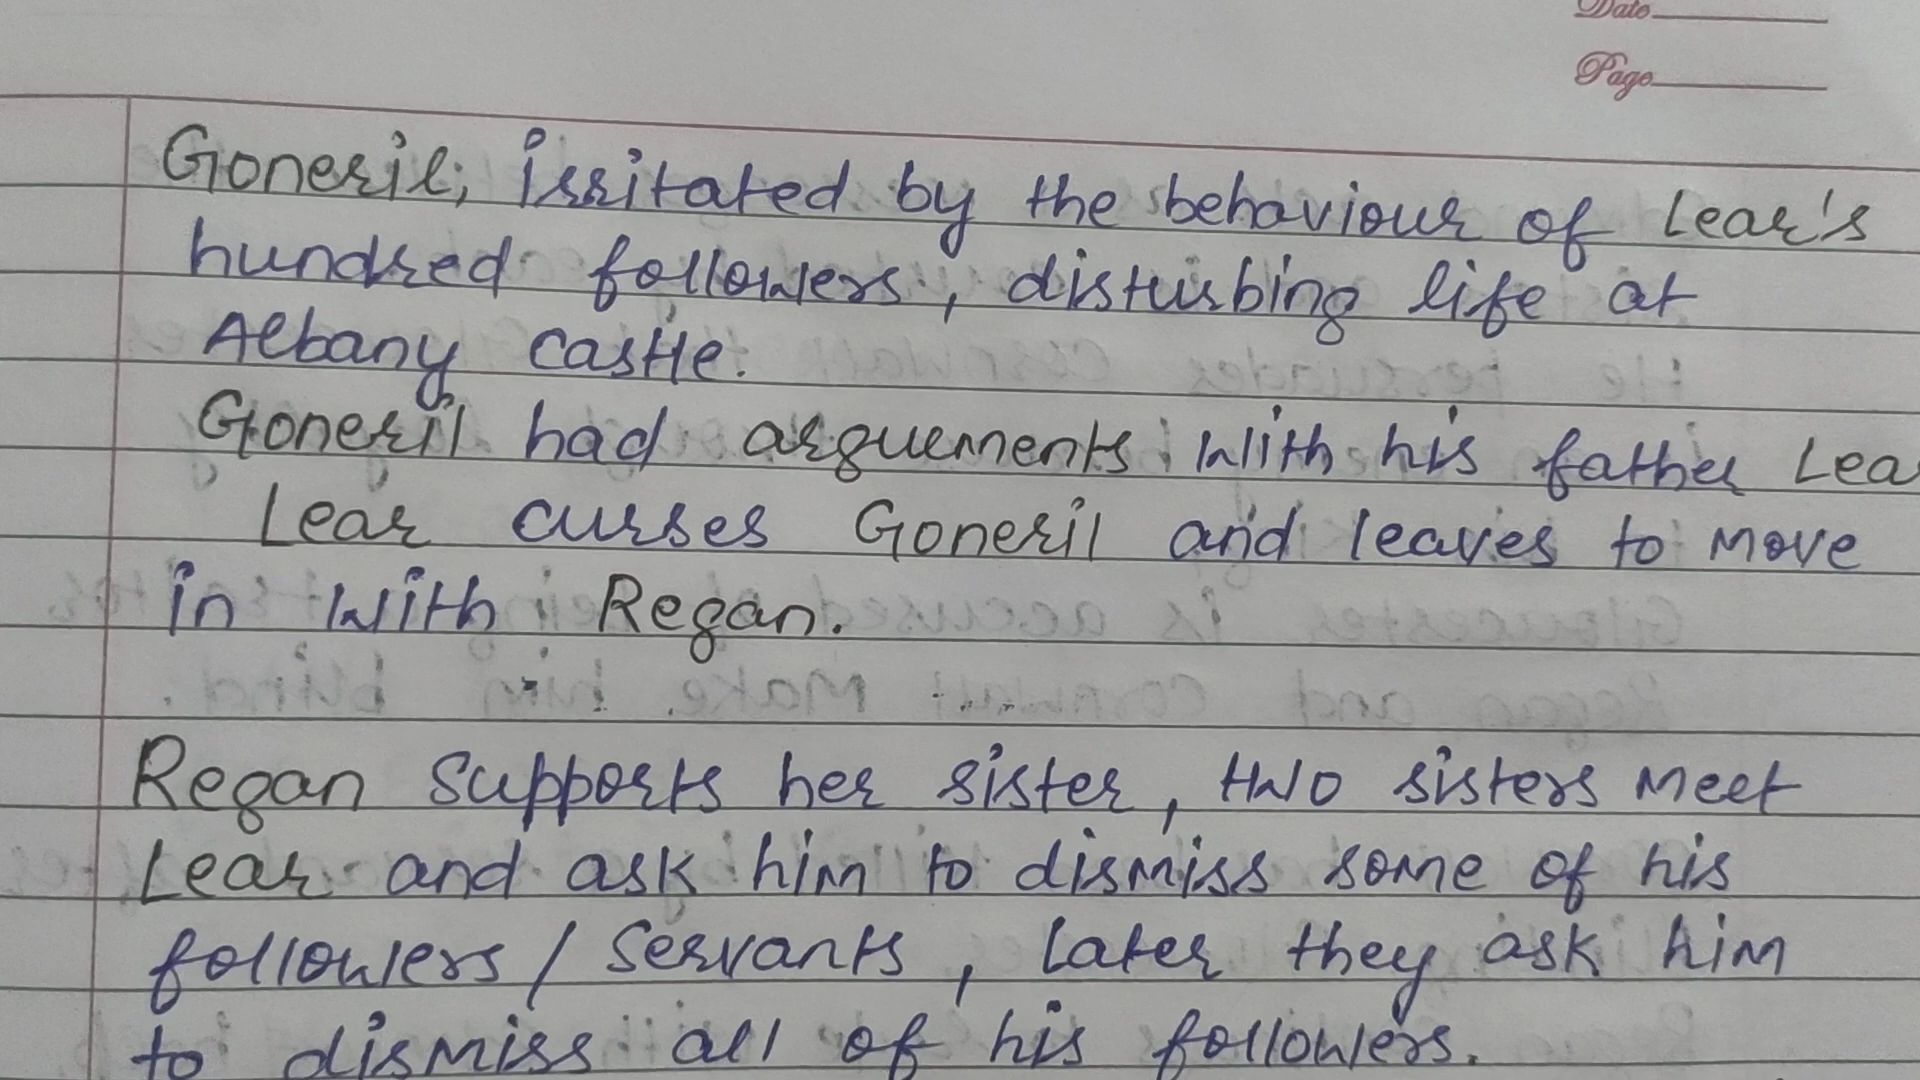 Date
Page
Goneril, irritated by the behaviour of Lear's
hundred followers, disturbing life at
Albany castle.
Goneril had arguements with his father Lea
Lear curses Goneril and leaves to move
in with Regan.
Regan supports her sister, two sisters meet
Lear and ask him to dismiss some of his
followers / servants, later they ask him
to dismiss all of his followers.